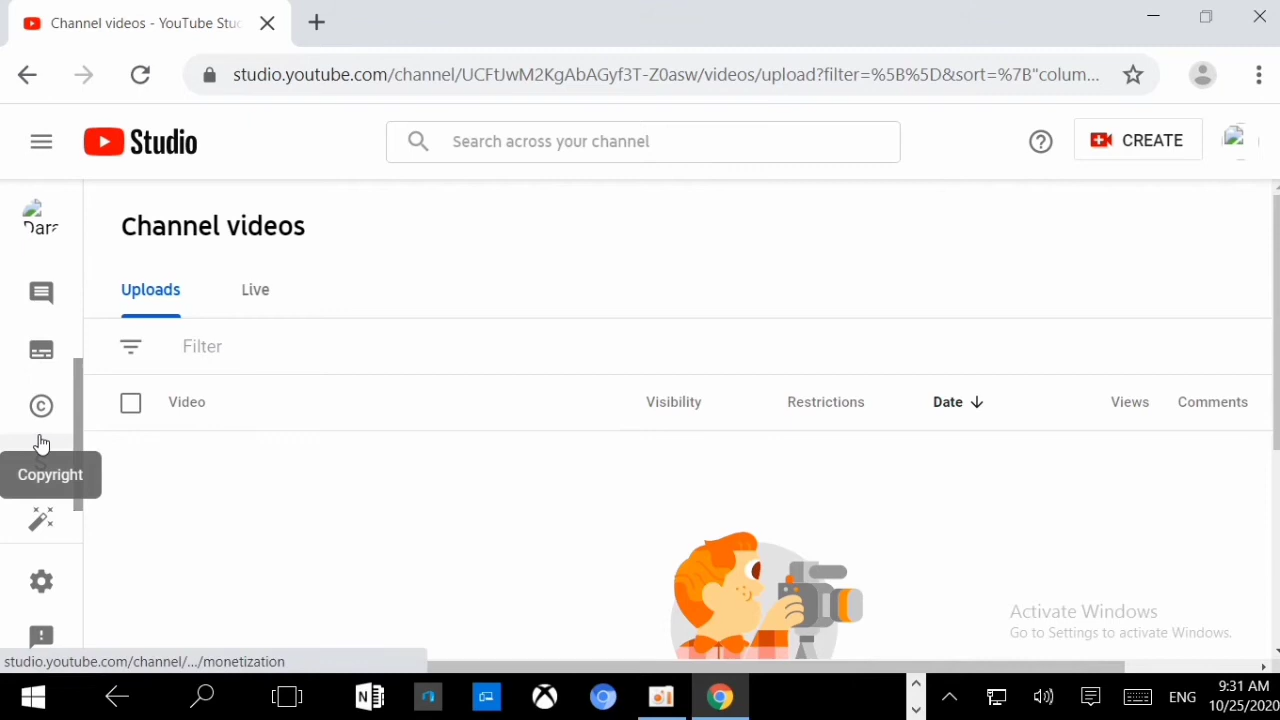 Channel videos - YouTube Stu
studio.youtube.com/channel/UCFtJwM2KgAbAGyf3T-Z0asw/videos/upload?filter=%5B%5D&sort=%7B"colum...
Studio
Search across your channel
CREATE
Dara
Channel videos
Uploads
Live
Filter
Video
Visibility
Restrictions
Date
Views
Comments
Copyright
Activate Windows
Go to Settings to activate Windows.
studio.youtube.com/channel/.../monetization
ENG
9:31 AM
10/25/2020